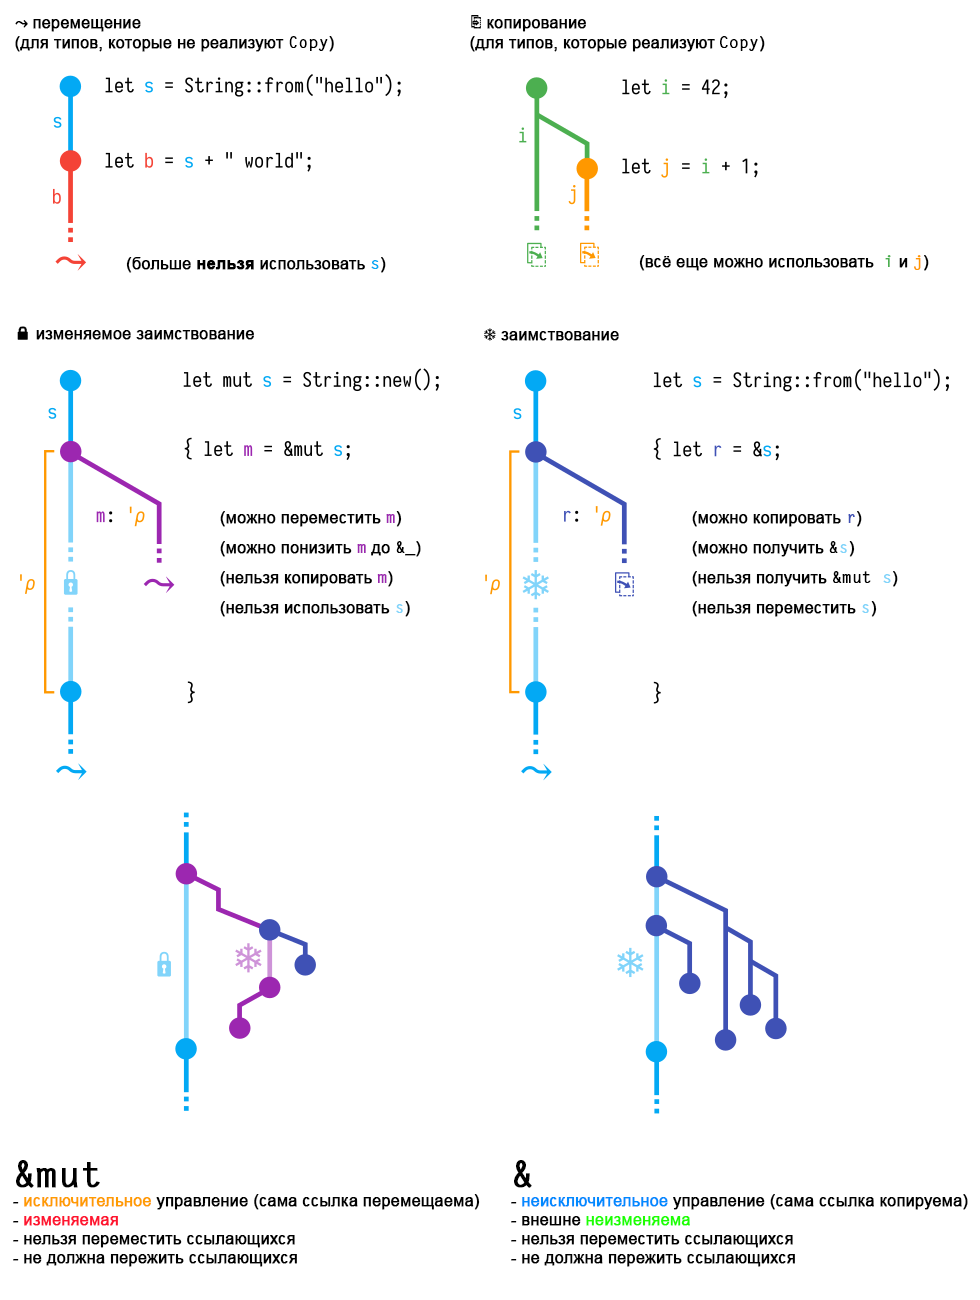 ⤳ перемещение
(для типов, которые не реализуют Copy)
let s = String::from("hello");
s
let b = s + " world";
b
(больше нельзя использовать s)
копирование
(для типов, которые реализуют Copy)
let i = 42;
i
let j = i + 1;
j
(всё еще можно использовать i и j)
изменяемое заимствование
let mut s = String::new();
s
{ let m = &mut s;
m: 'ρ
(можно переместить m)
(можно понизить m до &_)
'ρ
(нельзя копировать m)
(нельзя использовать s)
}
заимствование
let s = String::from("hello");
s
{ let r = &s;
r: 'ρ
(можно копировать r)
(можно получить &s)
'ρ
(нельзя получить &mut s)
(нельзя переместить s)
}
&mut
- исключительное управление (сама ссылка перемещаема)
- изменяемая
- нельзя переместить ссылающихся
- не должна пережить ссылающихся
&
- неисключительное управление (сама ссылка копируема)
- внешне неизменяема
- нельзя переместить ссылающихся
- не должна пережить ссылающихся